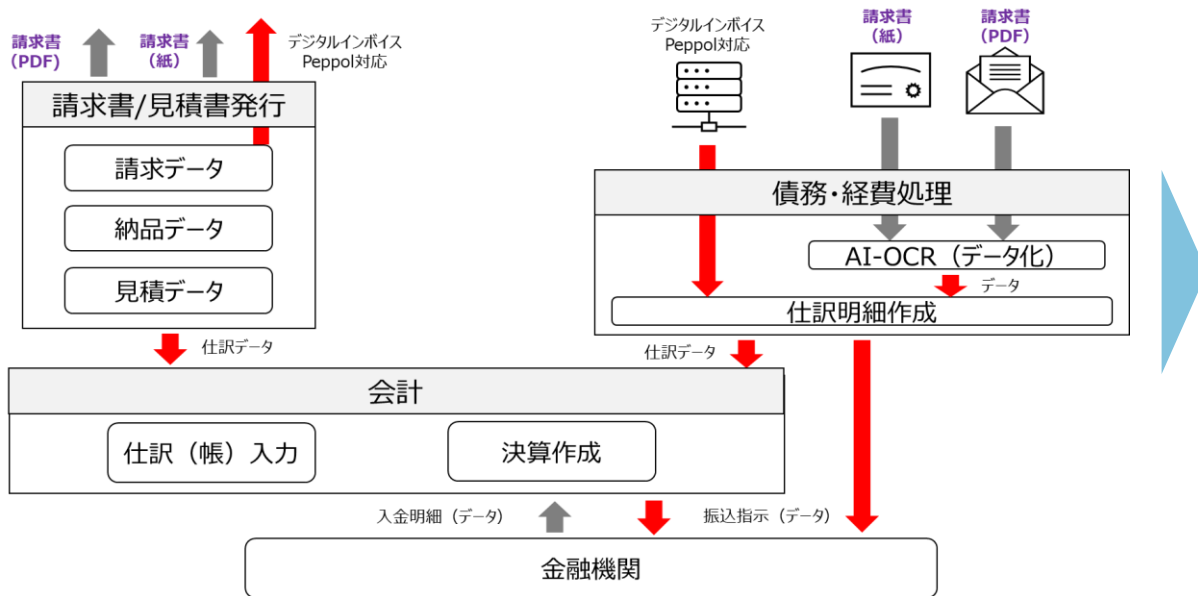 請求書
（PDF）
請求書
（紙）
デジタルインボイス
Peppol対応
請求書/見積書発行
請求データ
納品データ
見積データ
仕訳データ
デジタルインボイス
Peppol対応
請求書
（紙）
請求書
（PDF）
債務・経費処理
AI-OCR（データ化）
データ
仕訳明細作成
仕訳データ
会計
仕訳（帳）入力
決算作成
入金明細（データ）
振込指示（データ）
金融機関